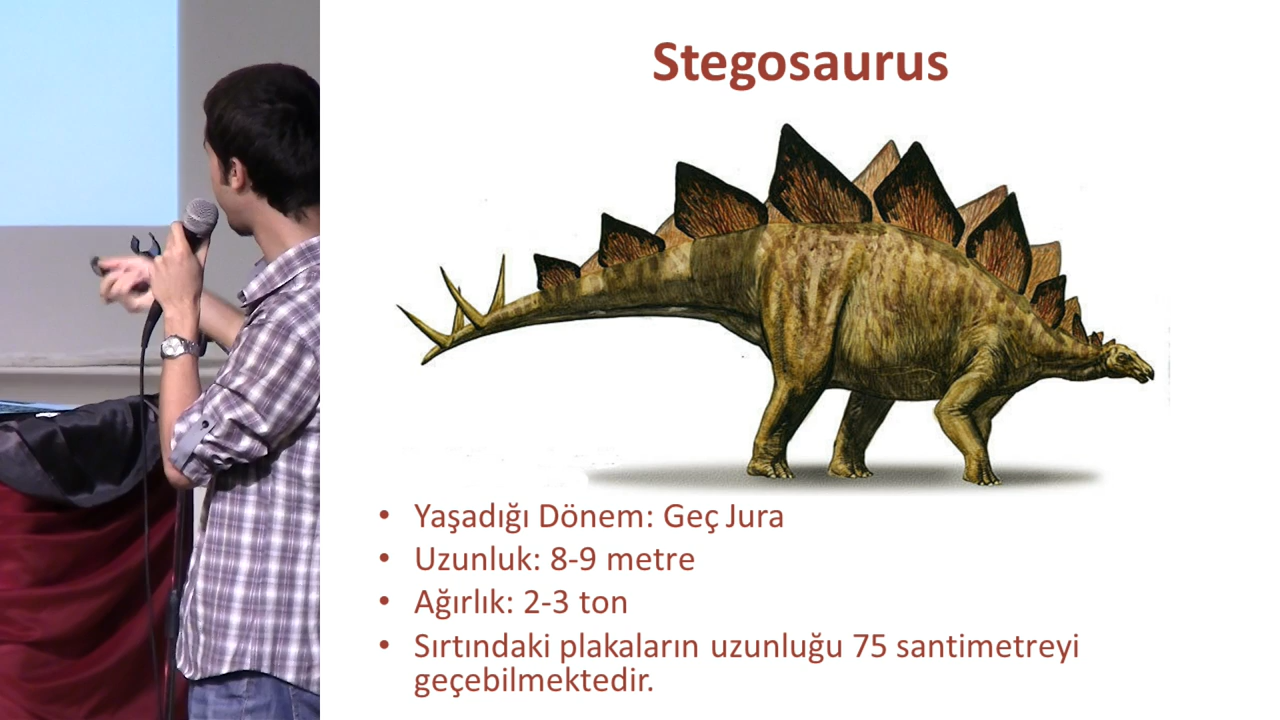 Stegosaurus
• Yaşadığı Dönem: Geç Jura
• Uzunluk: 8-9 metre
• Ağırlık: 2-3 ton
• Sırtındaki plakaların uzunluğu 75 santimetreyi
geçebilmektedir.